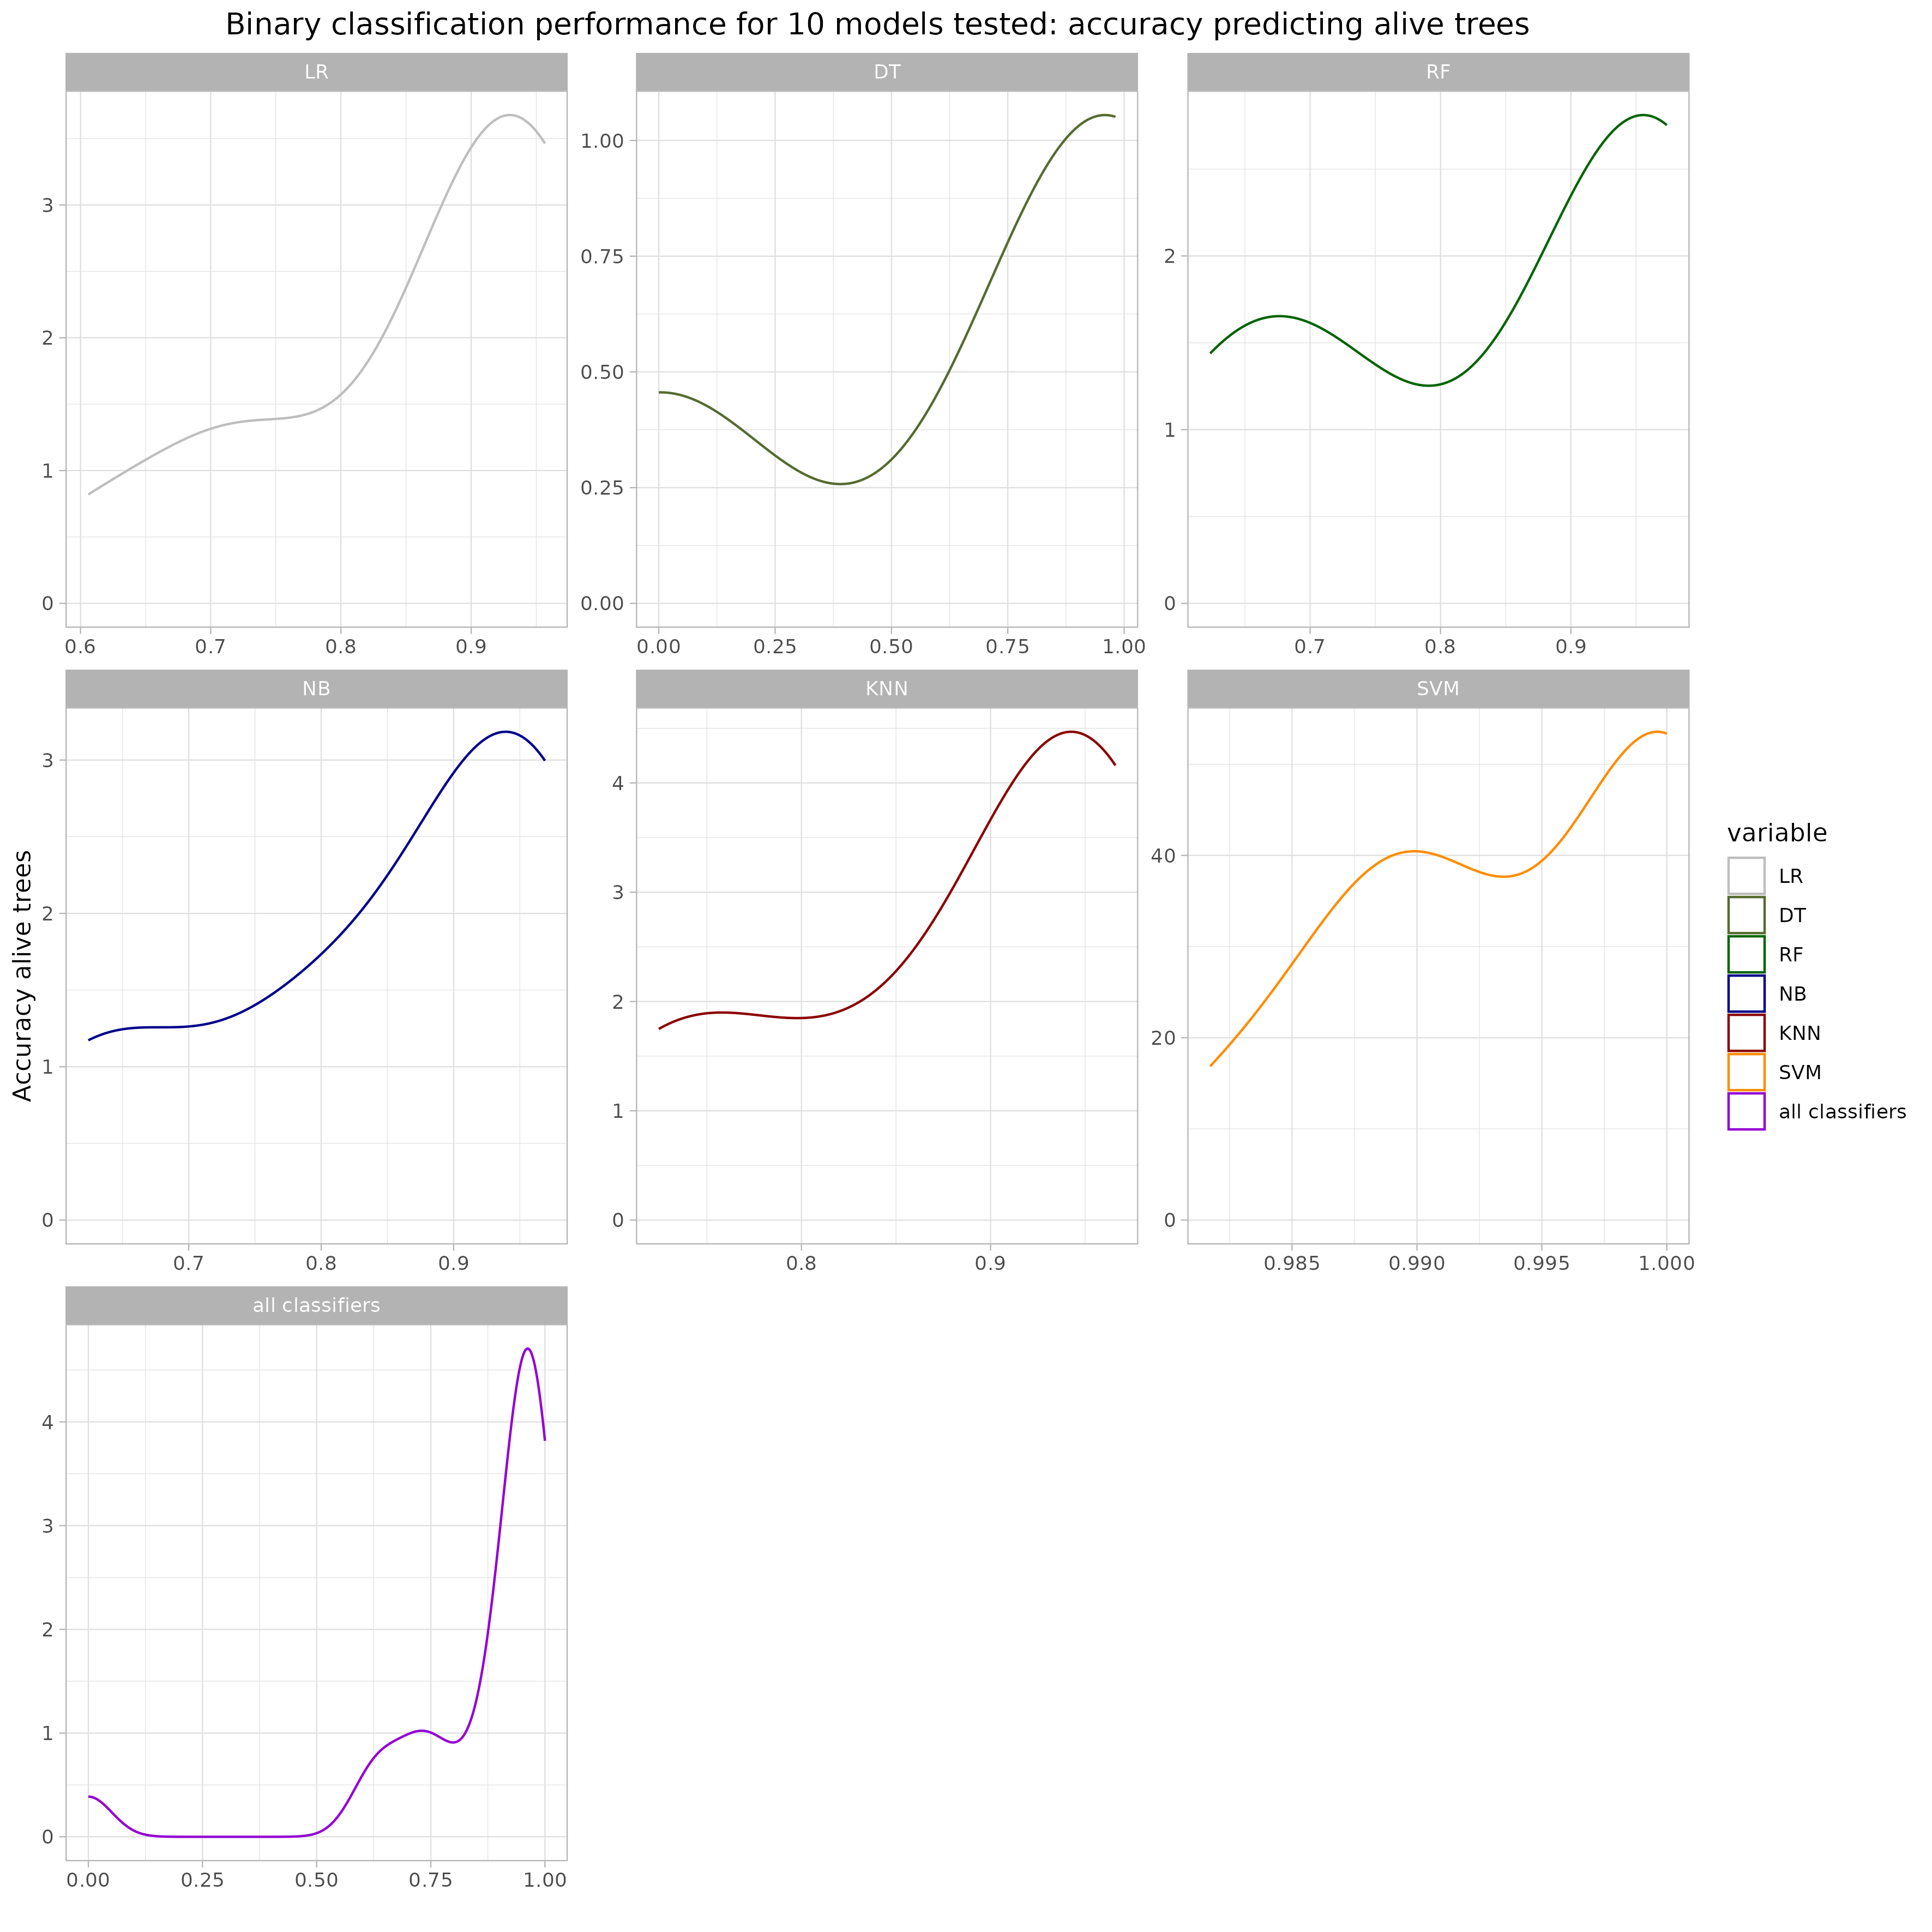 Binary classification performance for 10 models tested: accuracy predicting alive trees
LR
DT
RF
3
2
1
0
0.6 0.7 0.8 0.9
1.00
0.75
0.50
0.25
0.00
0.00 0.25 0.50 0.75 1.00
2
1
0
0.7 0.8 0.9
NB
KNN
SVM
3
2
1
0
0.7 0.8 0.9
4
3
2
1
0
0.8 0.9
40
20
0
0.985 0.990 0.995 1.000
all classifiers
4
3
2
1
0
0.00 0.25 0.50 0.75 1.00
Accuracy alive trees
variable
LR
DT
RF
NB
KNN
SVM
all classifiers